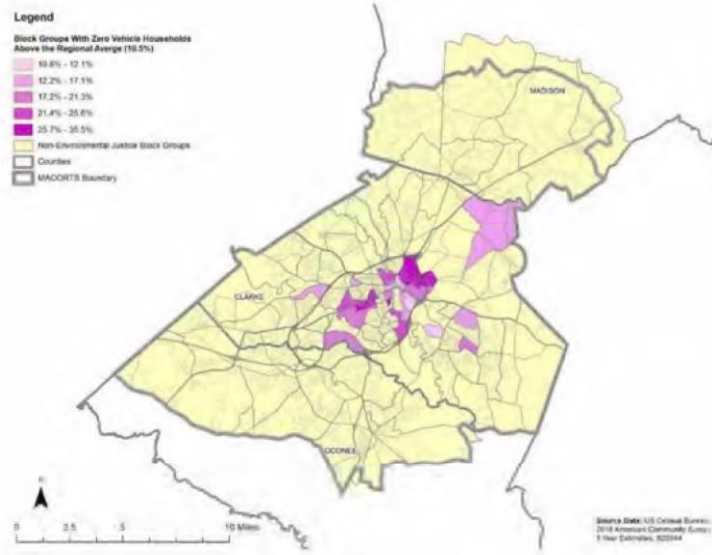 Legend
Block Groups With Zero Vehicle Households
Above the Regional Averge (10.5%)
10.6% - 12.1%
12.2% - 17.1%
17.2% - 21.3%
21.4% - 25.6%
25.7% - 35.5%
Non-Environmental Justice Block Groups
Counties
MACORTS Boundary
MADISON
CLARKE
OCONEE
N
0 2.5 5 10 Miles
Source Data: US Census Bureau
American Community Survey
5 Year Estimates,